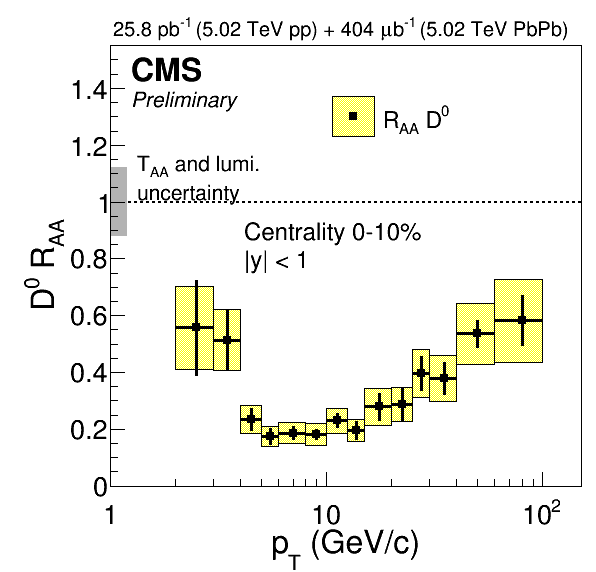 25.8 pb⁻¹ (5.02 TeV pp) + 404 μb⁻¹ (5.02 TeV PbPb)
CMS
Preliminary
R_AA D⁰
T_AA and lumi.
uncertainty
Centrality 0-10%
|y| < 1
D⁰ R_AA
1.4
1.2
1
0.8
0.6
0.4
0.2
0
1
10
10²
p_T (GeV/c)